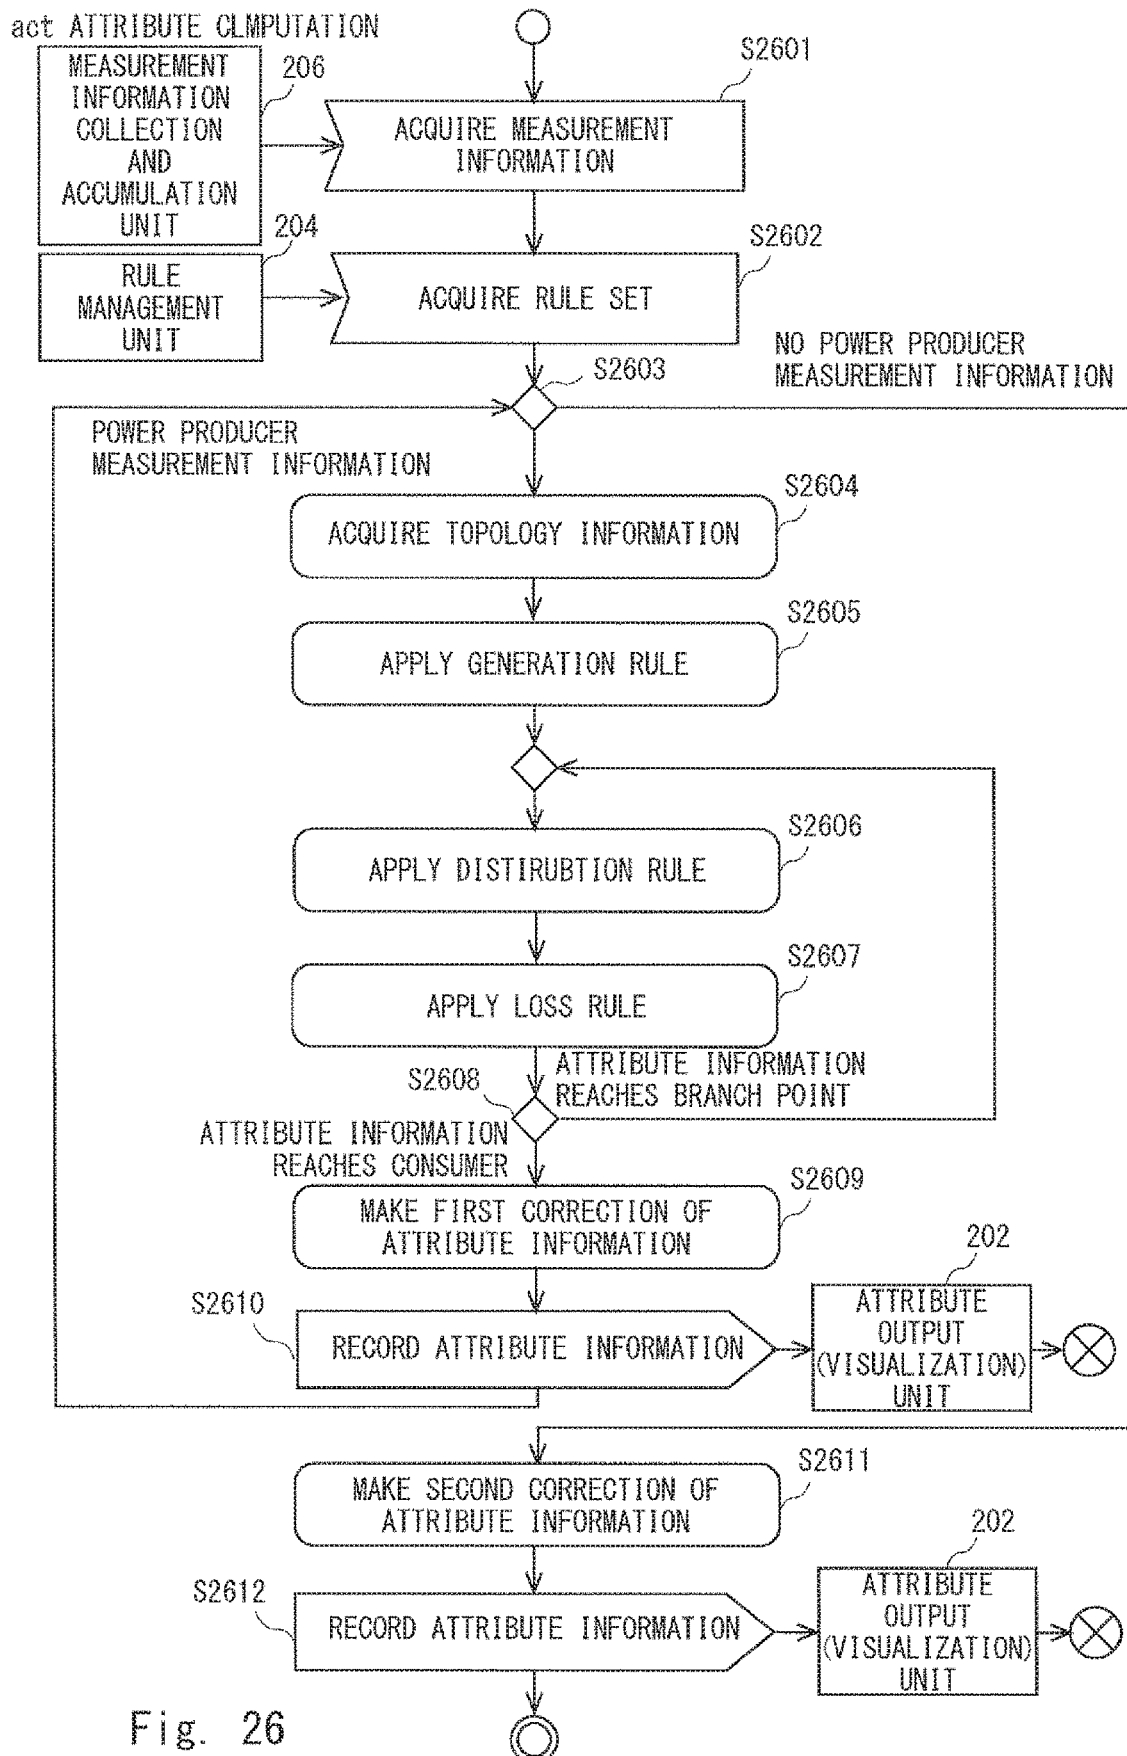 act ATTRIBUTE CLMPUTATION
MEASUREMENT
INFORMATION
COLLECTION
AND
ACCUMULATION
UNIT
206
S2601
ACQUIRE MEASUREMENT
INFORMATION
204
RULE
MANAGEMENT
UNIT
S2602
ACQUIRE RULE SET
S2603
NO POWER PRODUCER
MEASUREMENT INFORMATION
POWER PRODUCER
MEASUREMENT INFORMATION
S2604
ACQUIRE TOPOLOGY INFORMATION
S2605
APPLY GENERATION RULE
S2606
APPLY DISTIRUBTION RULE
S2607
APPLY LOSS RULE
S2608
ATTRIBUTE INFORMATION
REACHES BRANCH POINT
ATTRIBUTE INFORMATION
REACHES CONSUMER
S2609
MAKE FIRST CORRECTION OF
ATTRIBUTE INFORMATION
S2610
RECORD ATTRIBUTE INFORMATION
202
ATTRIBUTE
OUTPUT
(VISUALIZATION)
UNIT
S2611
MAKE SECOND CORRECTION OF
ATTRIBUTE INFORMATION
S2612
RECORD ATTRIBUTE INFORMATION
202
ATTRIBUTE
OUTPUT
(VISUALIZATION)
UNIT
Fig. 26